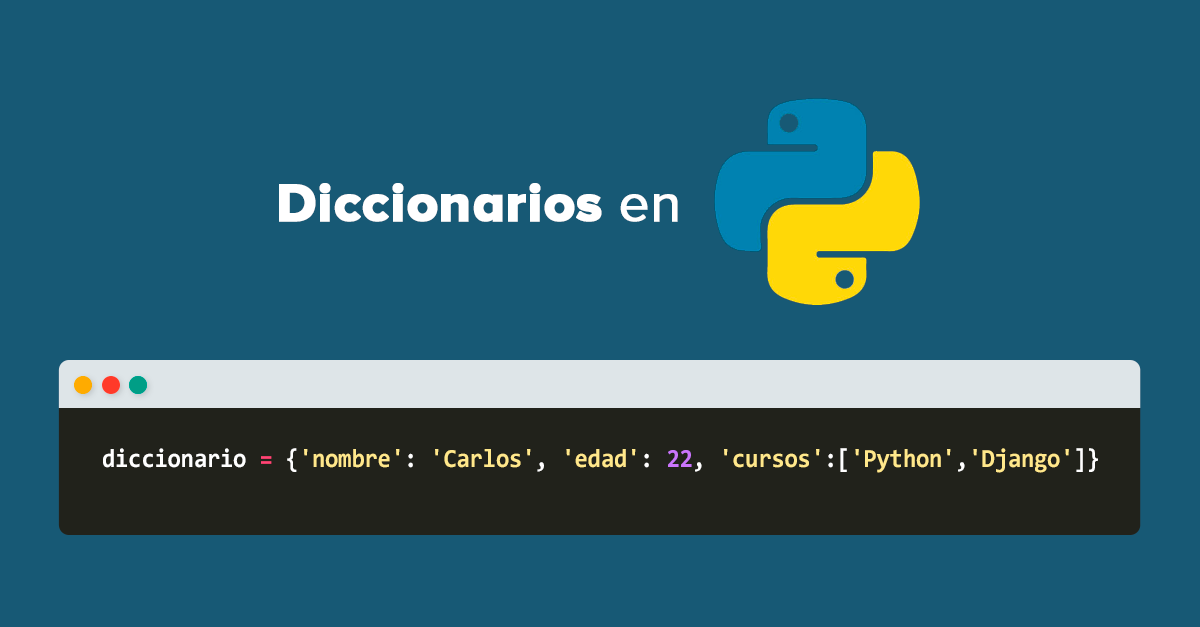 Diccionarios en
diccionario = {'nombre': 'Carlos', 'edad': 22, 'cursos':['Python','Django']}